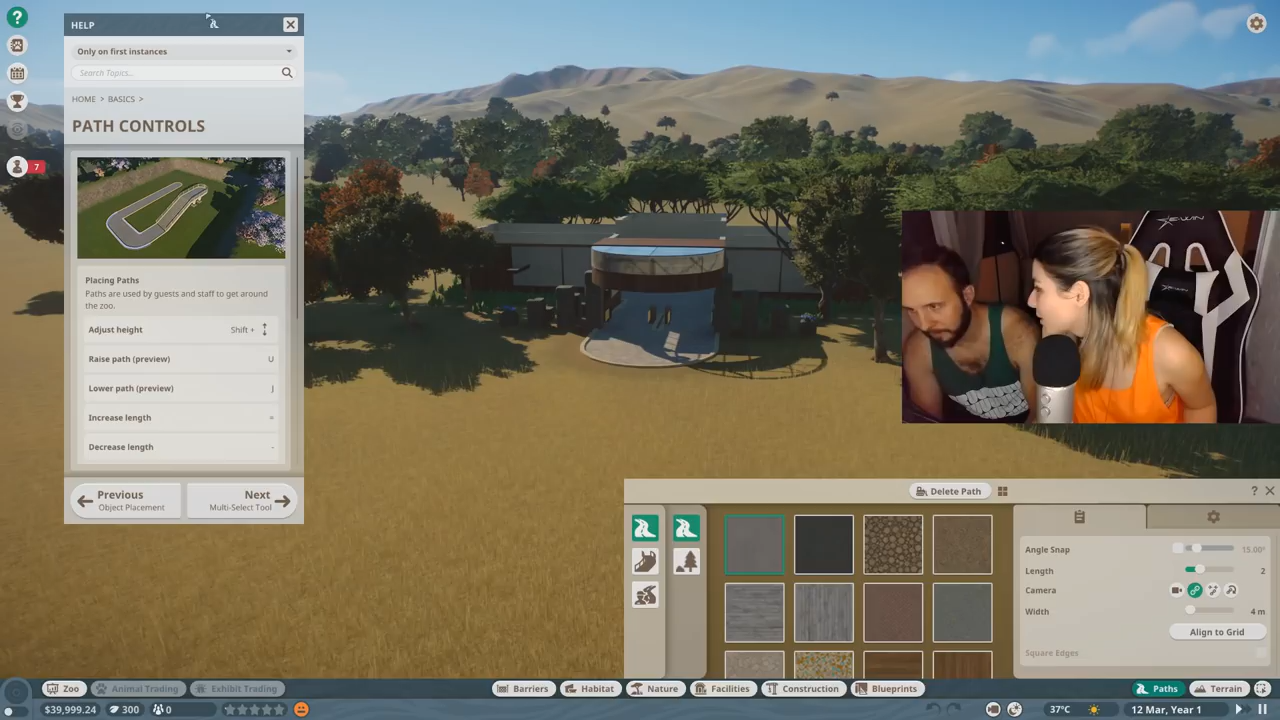 HELP
Only on first instances
Search Topics...
HOME > BASICS >
PATH CONTROLS
7
Placing Paths
Paths are used by guests and staff to get around
the zoo.
Adjust height Shift +
Raise path (preview) U
Lower path (preview) J
Increase length =
Decrease length -
Previous
Object Placement
Next
Multi-Select Tool
Delete Path
Angle Snap 15.00°
Length 2
Camera
Width 4 m
Align to Grid
Square Edges
Zoo Animal Trading Exhibit Trading Barriers Habitat Nature Facilities Construction Blueprints Paths Terrain
$39,999.24 300 0 37°C 12 Mar, Year 1